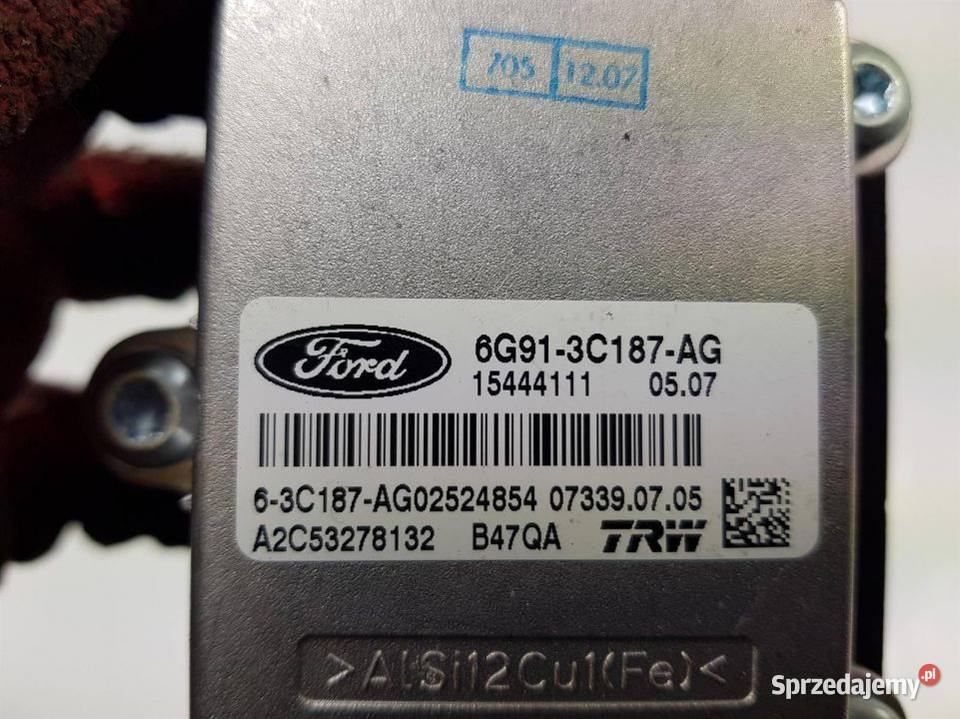 705 12.07
Ford 6G91-3C187-AG
15444111 05.07
6-3C187-AG02524854 07339.07.05
A2C53278132 B47QA TRW
>AlSi12Cu1(Fe)<
Sprzedajemy.pl